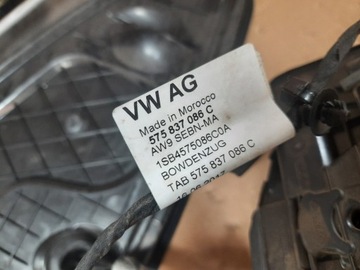 VW AG
Made in Morocco
575 837 086 C
AW9 SEBN-MA
1SB4575086C0A
BOWDENZUG
TAB 575 837 086 C